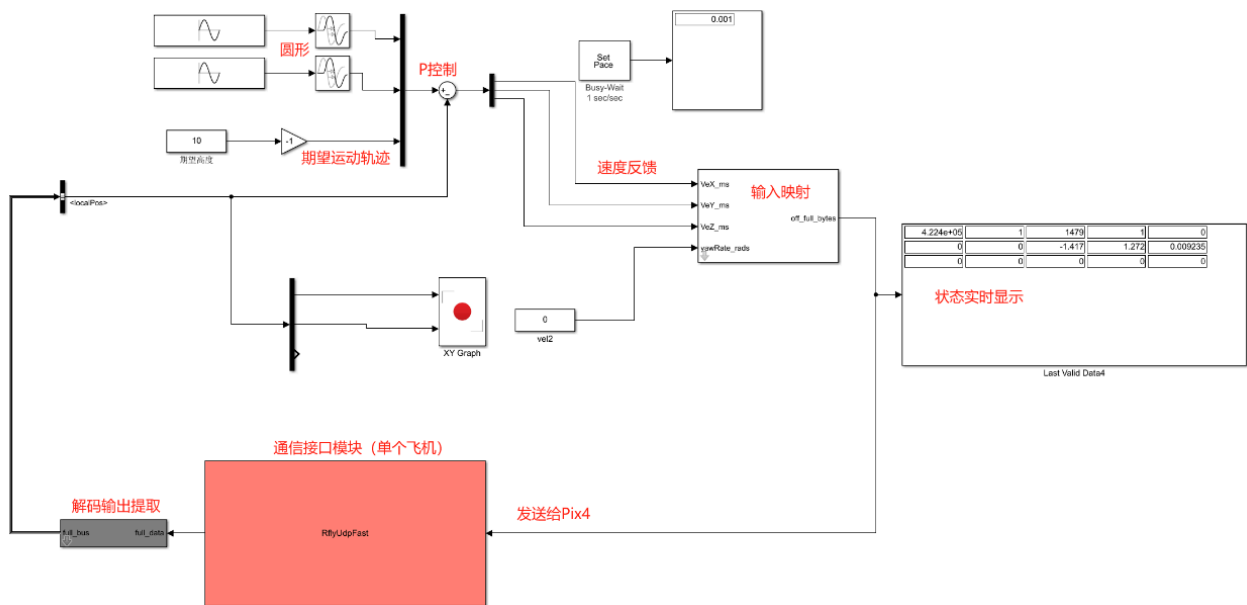 圆形
P控制
Set
Pace
Busy-Wait
1 sec/sec
0.001
10
-1
期望高度
期望运动轨迹
<localPos>
速度反馈
VeX_ms
VeY_ms
VeZ_ms
yawRate_rads
输入映射
off_full_bytes
4.224e+05 1 1479 1 0
0 0 -1.417 1.272 0.009235
0 0 0 0 0
状态实时显示
Last Valid Data4
XY Graph
0
vel2
通信接口模块（单个飞机）
解码输出提取
full_bus
full_data
RflyUdpFast
发送给Pix4